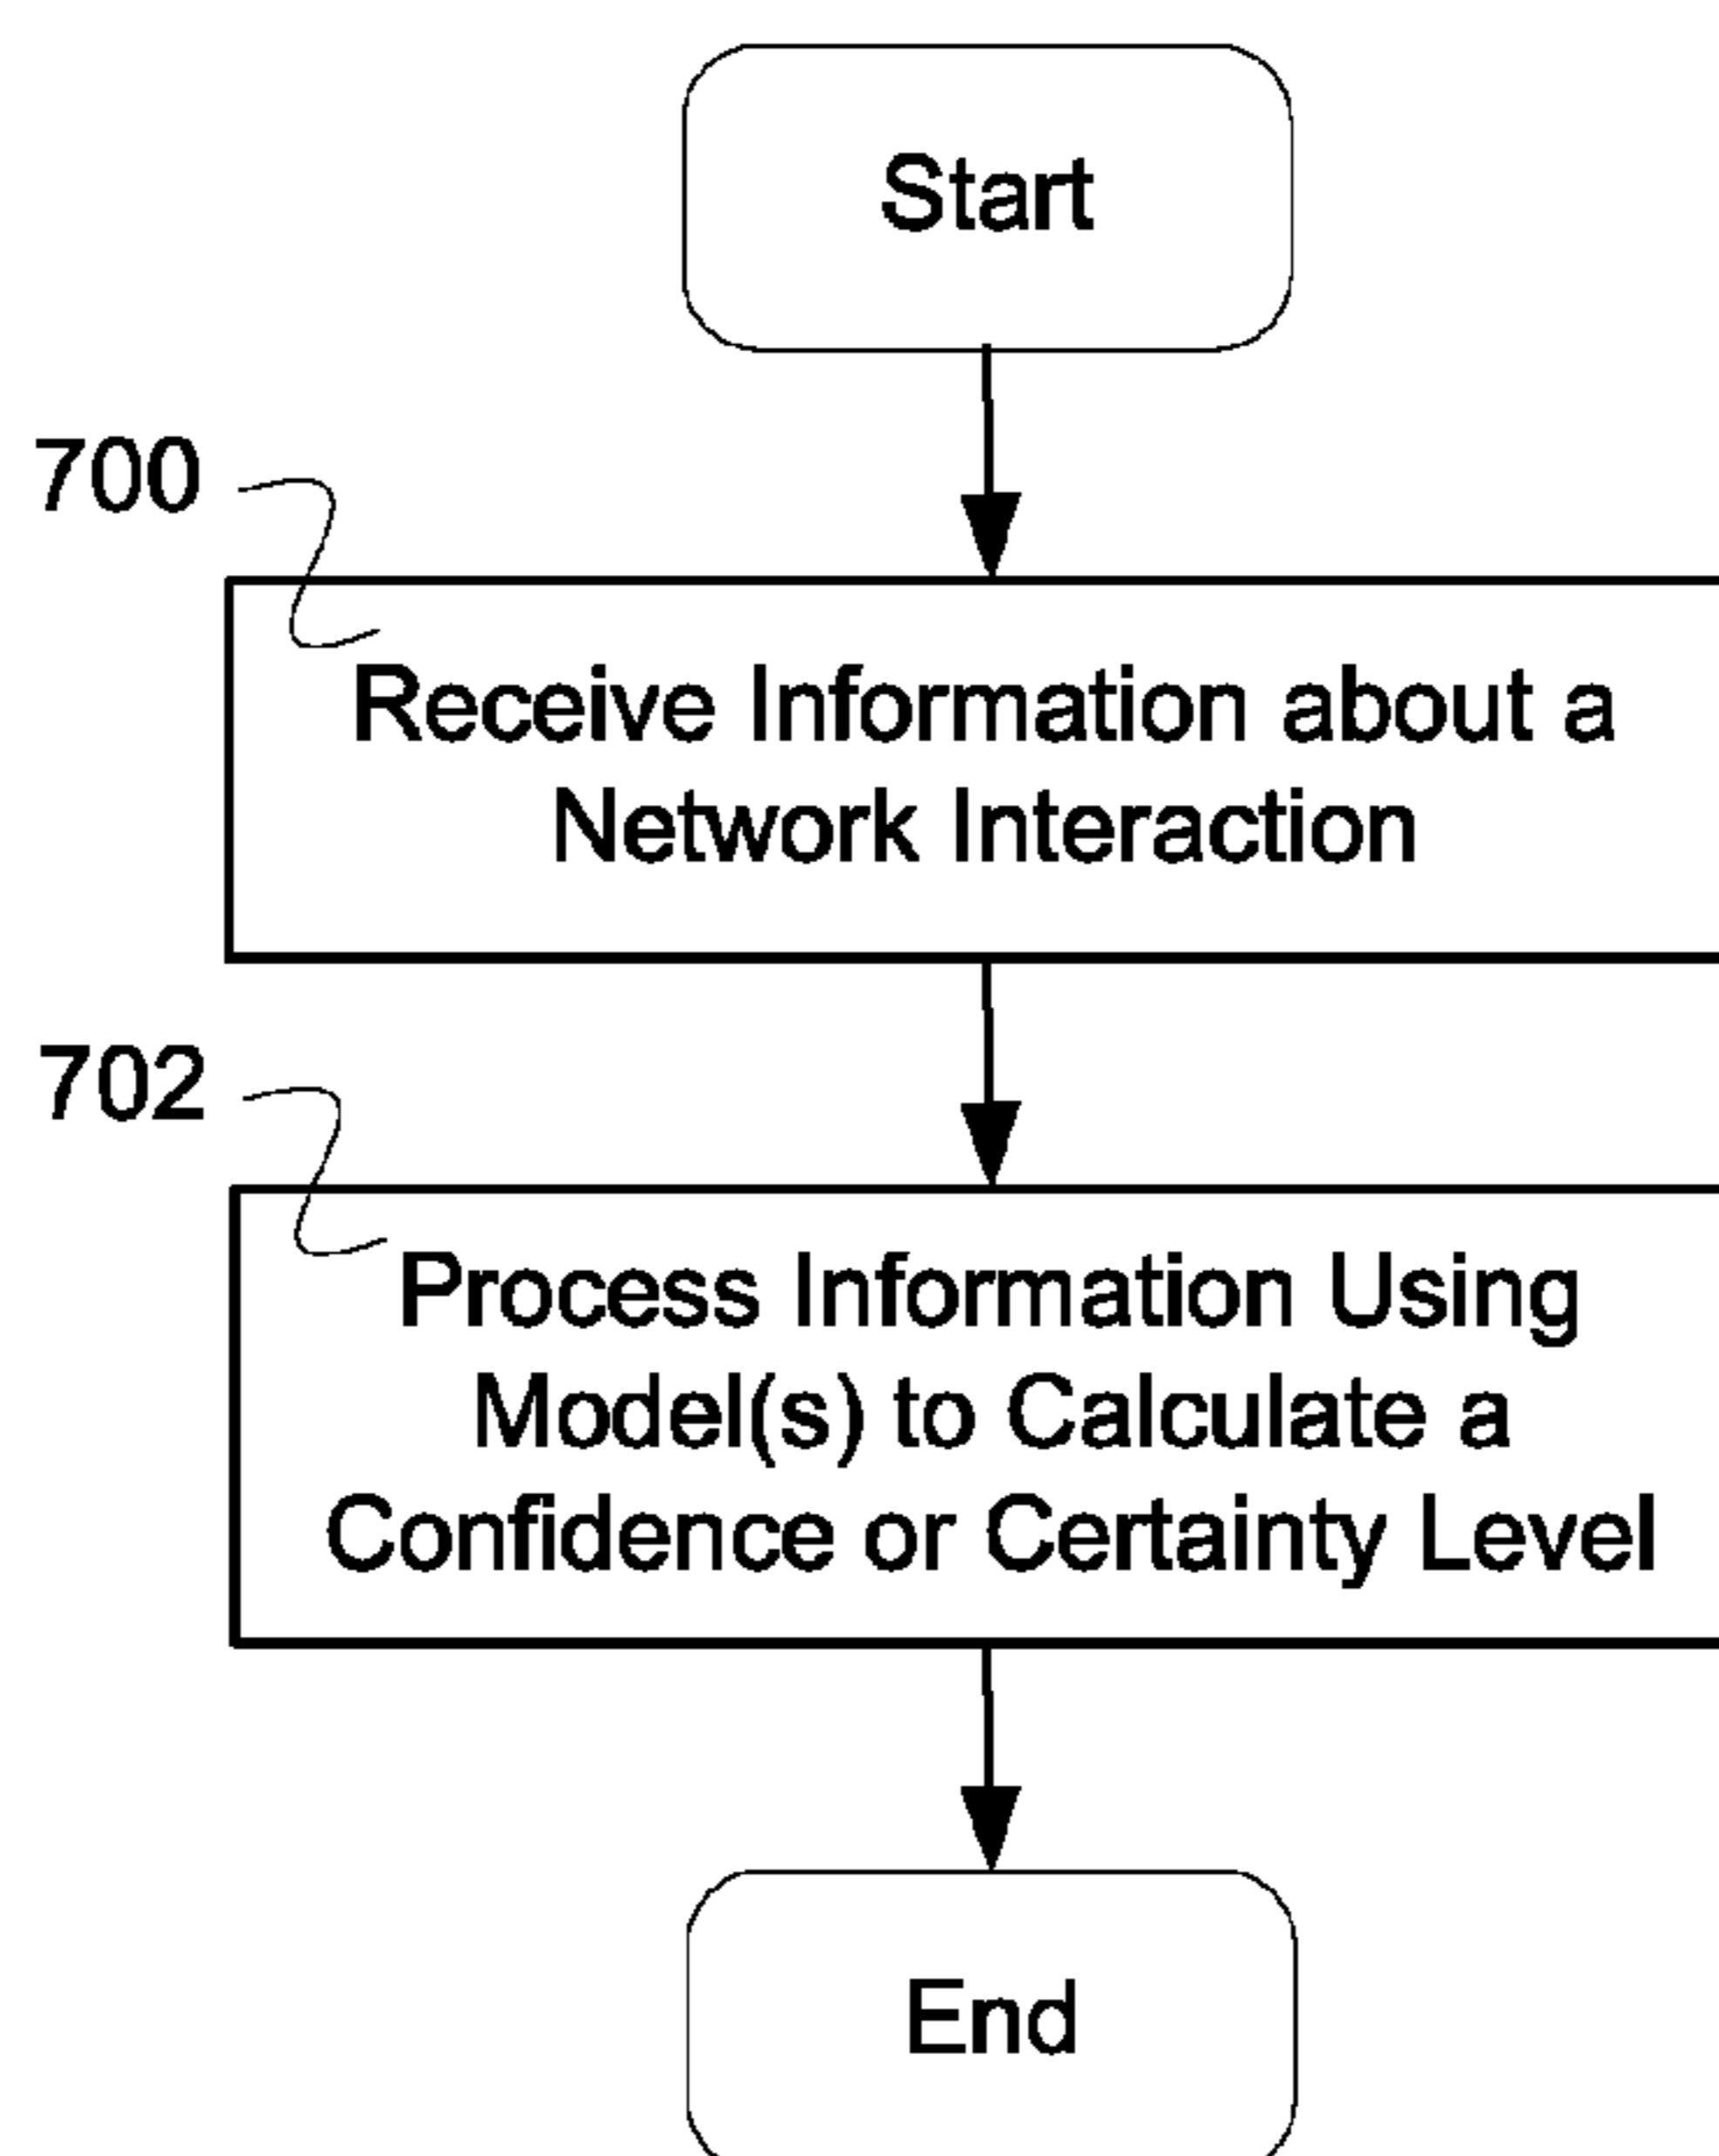 Start
700
Receive Information about a
Network Interaction
702
Process Information Using
Model(s) to Calculate a
Confidence or Certainty Level
End